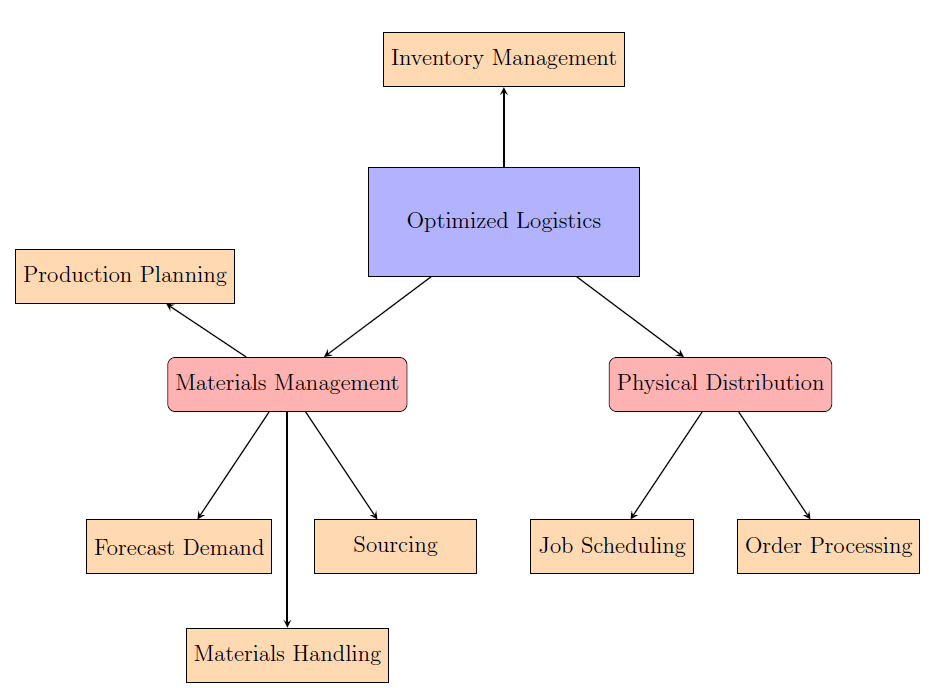 Inventory Management
Optimized Logistics
Production Planning
Materials Management
Physical Distribution
Forecast Demand
Sourcing
Job Scheduling
Order Processing
Materials Handling